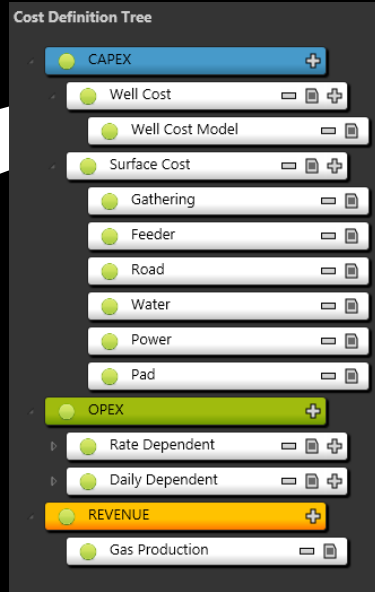 Cost Definition Tree
CAPEX
Well Cost
Well Cost Model
Surface Cost
Gathering
Feeder
Road
Water
Power
Pad
OPEX
Rate Dependent
Daily Dependent
REVENUE
Gas Production